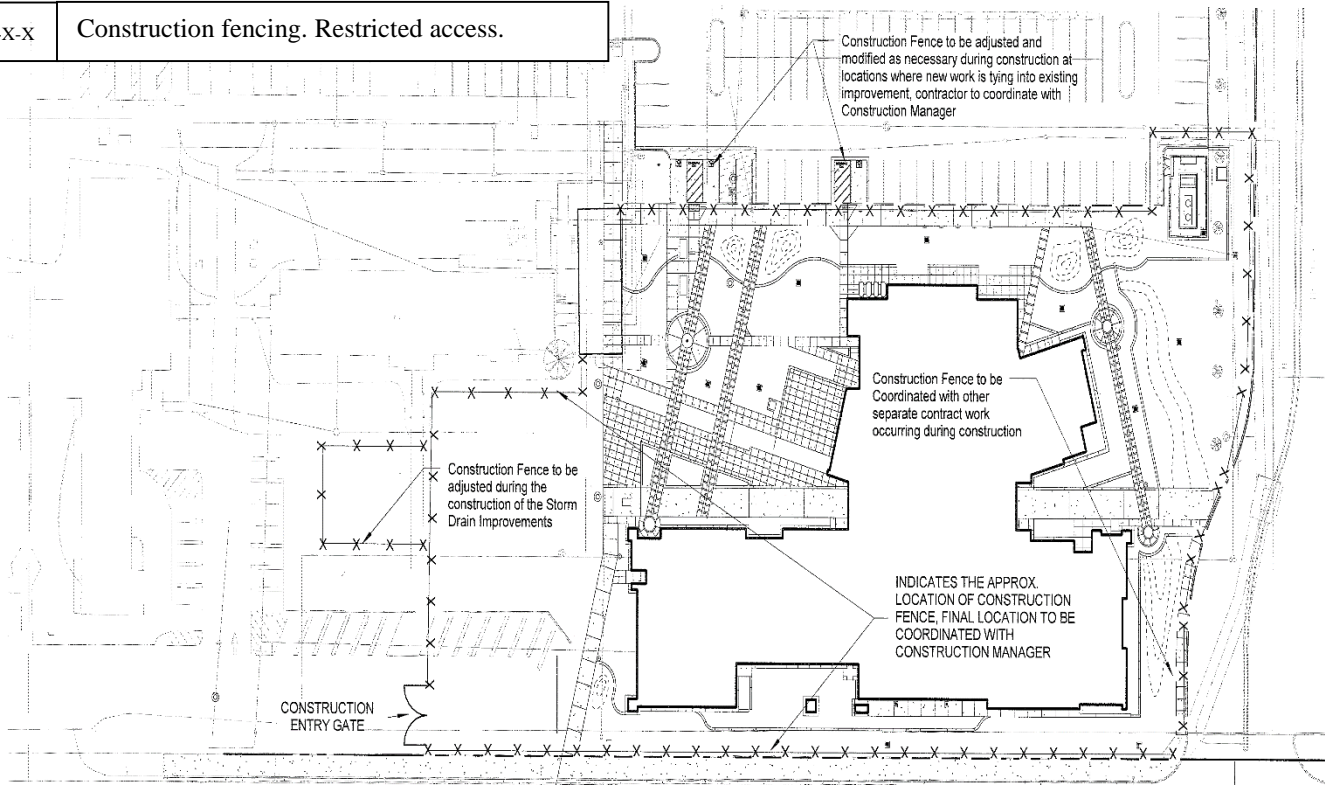 X-X
Construction fencing. Restricted access.
Construction Fence to be adjusted and
modified as necessary during construction at
locations where new work is tying into existing
improvement, contractor to coordinate with
Construction Manager
Construction Fence to be
Coordinated with other
separate contract work
occurring during construction
Construction Fence to be
adjusted during the
construction of the Storm
Drain Improvements
INDICATES THE APPROX.
LOCATION OF CONSTRUCTION
FENCE, FINAL LOCATION TO BE
COORDINATED WITH
CONSTRUCTION MANAGER
CONSTRUCTION
ENTRY GATE